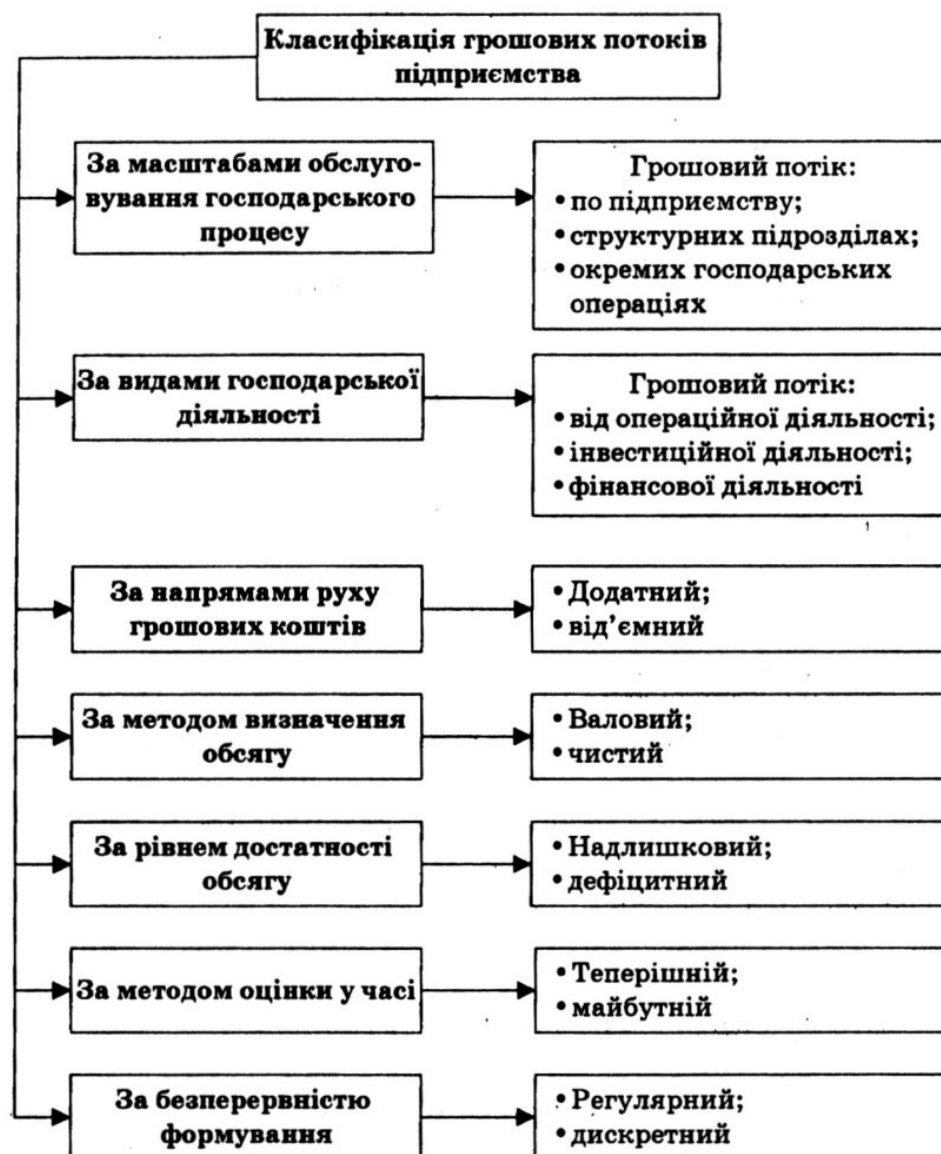 Класифікація грошових потоків
підприємства
За масштабами обслуго-
вування господарського
процесу
Грошовий потік:
• по підприємству;
• структурних підрозділах;
• окремих господарських
операціях
За видами господарської
діяльності
Грошовий потік:
• від операційної діяльності;
• інвестиційної діяльності;
• фінансової діяльності
За напрямами руху
грошових коштів
• Додатний;
• від’ємний
За методом визначення
обсягу
• Валовий;
• чистий
За рівнем достатності
обсягу
• Надлишковий;
• дефіцитний
За методом оцінки у часі
• Теперішній;
• майбутній
За безперервністю
формування
• Регулярний;
• дискретний